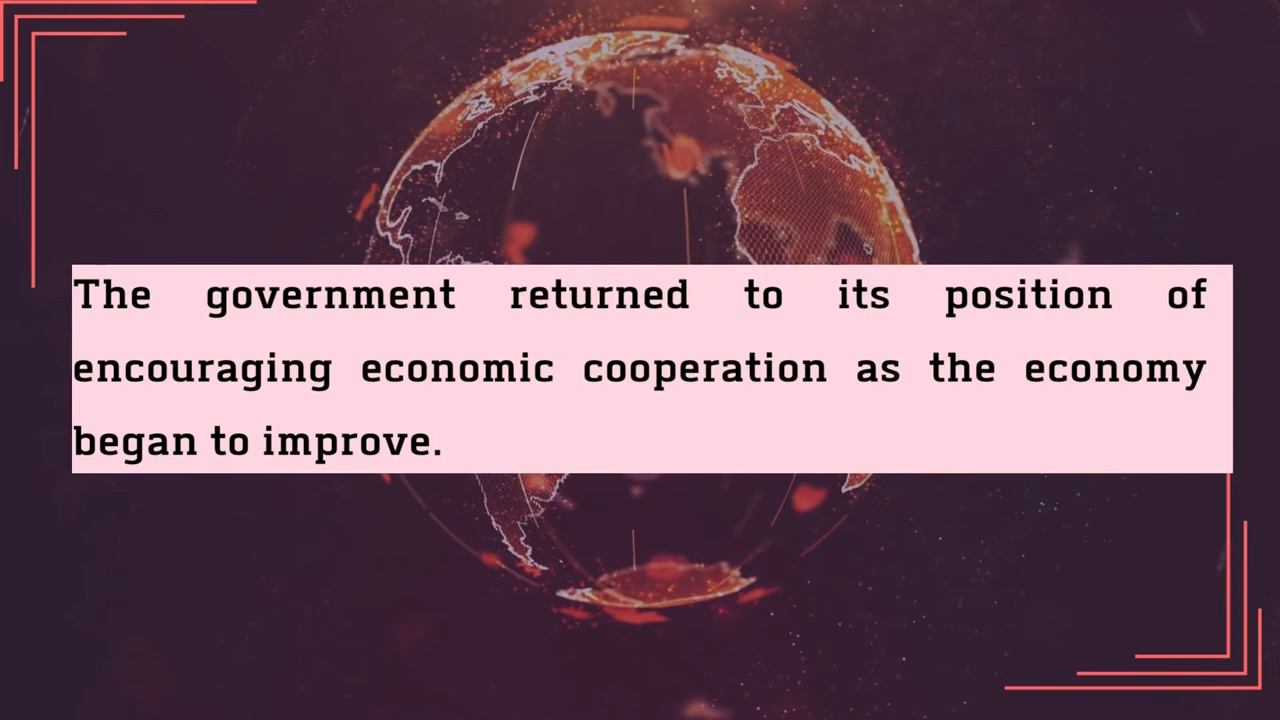 The government returned to its position of
encouraging economic cooperation as the economy
began to improve.